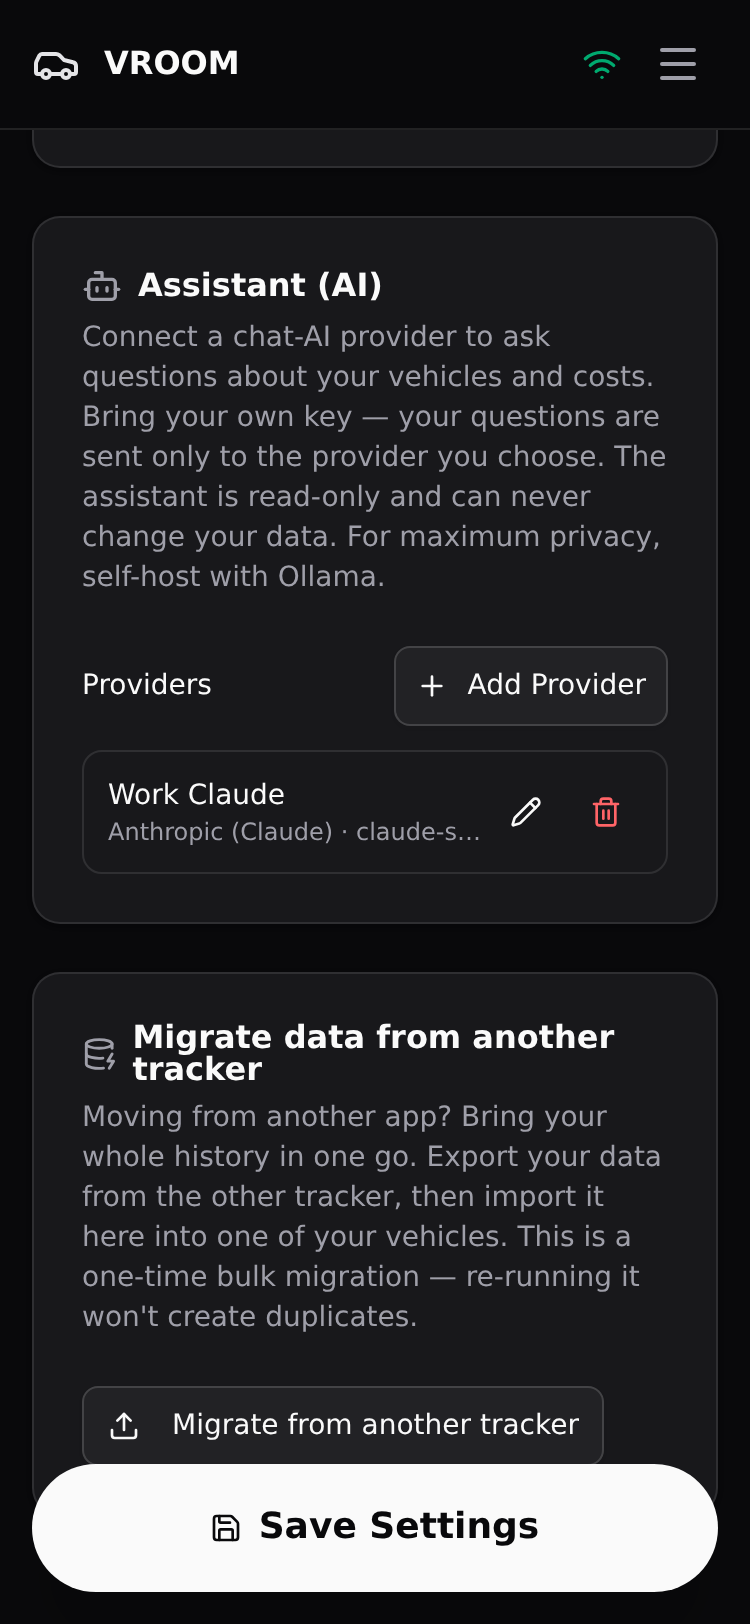 VROOM
Assistant (AI)
Connect a chat-AI provider to ask
questions about your vehicles and costs.
Bring your own key — your questions are
sent only to the provider you choose. The
assistant is read-only and can never
change your data. For maximum privacy,
self-host with Ollama.
Providers
Add Provider
Work Claude
Anthropic (Claude) · claude-s...
Migrate data from another
tracker
Moving from another app? Bring your
whole history in one go. Export your data
from the other tracker, then import it
here into one of your vehicles. This is a
one-time bulk migration — re-running it
won't create duplicates.
Migrate from another tracker
Save Settings